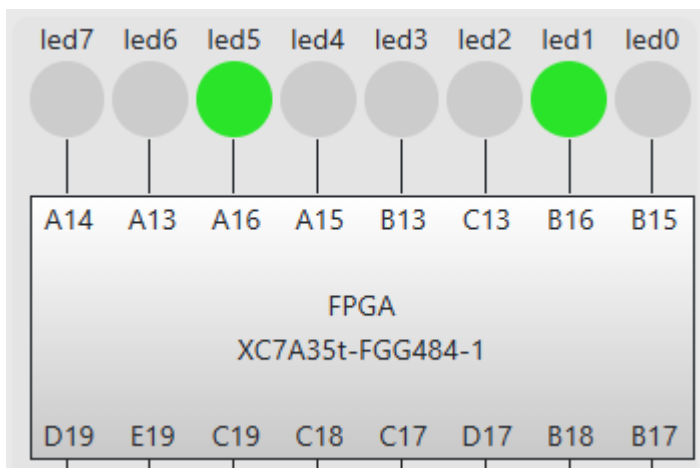 led7 led6 led5 led4 led3 led2 led1 led0
A14 A13 A16 A15 B13 C13 B16 B15
FPGA
XC7A35t-FGG484-1
D19 E19 C19 C18 C17 D17 B18 B17